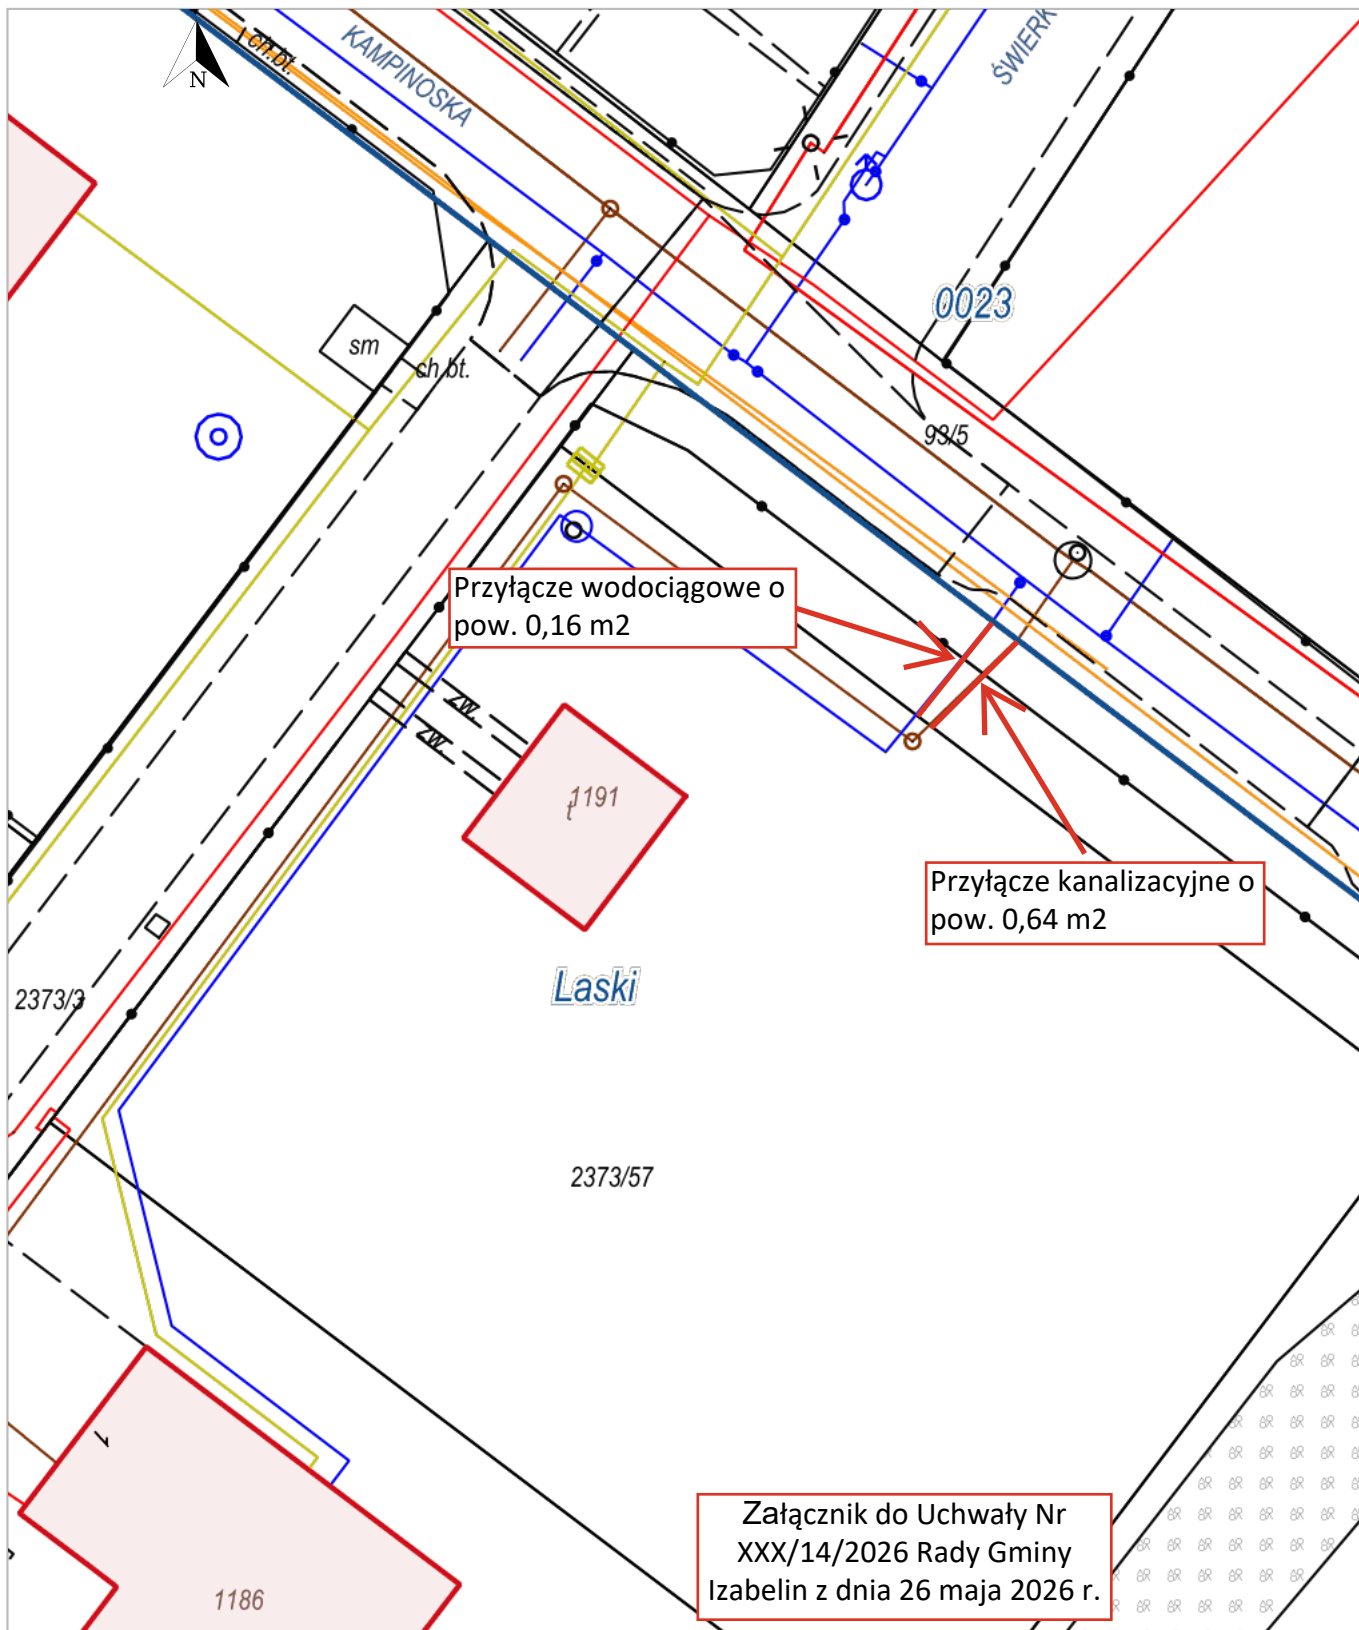 ch.bt.
KAMPINOSKA
ŚWIERK
N
0023
sm
ch.bt.
93/5
Przyłącze wodociągowe o
pow. 0,16 m2
zw.
zw.
1191
t
Przyłącze kanalizacyjne o
pow. 0,64 m2
Laski
2373/3
2373/57
1
Załącznik do Uchwały Nr
XXX/14/2026 Rady Gminy
Izabelin z dnia 26 maja 2026 r.
1186